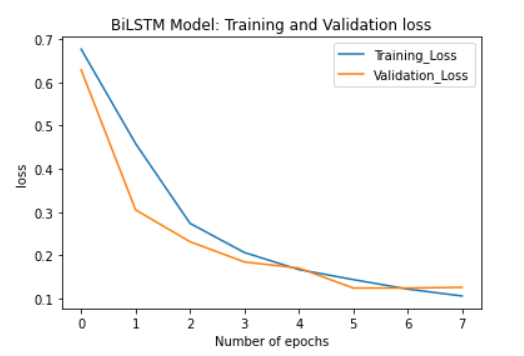 BiLSTM Model: Training and Validation loss
0.7
0.6
0.5
0.4
0.3
0.2
0.1
loss
Training_Loss
Validation_Loss
0 1 2 3 4 5 6 7
Number of epochs